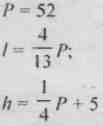 P = 52
l = 4/13 P;
h = 1/4 P + 5